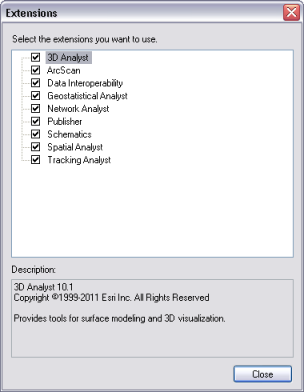 Extensions
Select the extensions you want to use.
3D Analyst
ArcScan
Data Interoperability
Geostatistical Analyst
Network Analyst
Publisher
Schematics
Spatial Analyst
Tracking Analyst
Description:
3D Analyst 10.1
Copyright ©1999-2011 Esri Inc. All Rights Reserved
Provides tools for surface modeling and 3D visualization.
Close